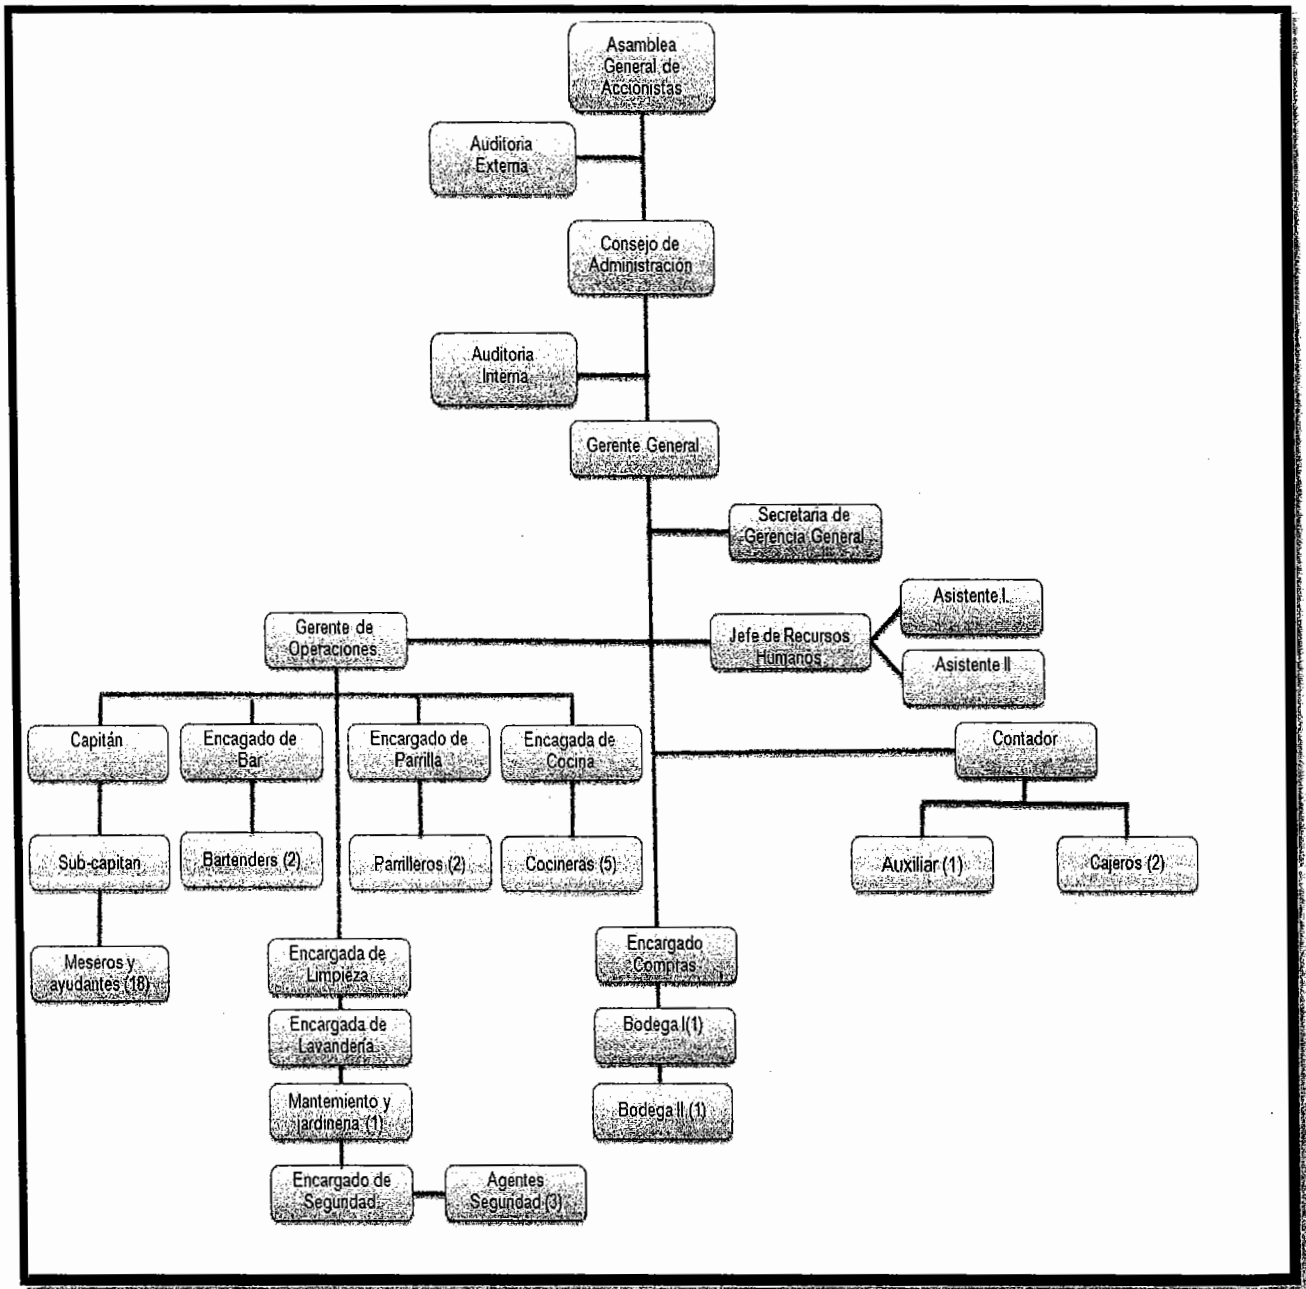 Asamblea
General de
Accionistas
Auditoria
Externa
Consejo de
Administración
Auditoria
Interna
Gerente General
Secretaria de
Gerencia General
Gerente de
Operaciones
Jefe de Recursos
Humanos
Asistente I
Asistente II
Capitán
Encagado de
Bar
Encargado de
Parrilla
Encagada de
Cocina
Contador
Sub-capitan
Bartenders (2)
Parrilleros (2)
Cocineras (5)
Auxiliar (1)
Cajeros (2)
Meseros y
ayudantes (18)
Encargada de
Limpieza
Encargado
Compras
Encargada de
Lavandería
Bodega I(1)
Mantemiento y
jardineria (1)
Bodega II (1)
Encargado de
Seguridad
Agentes
Seguridad (3)